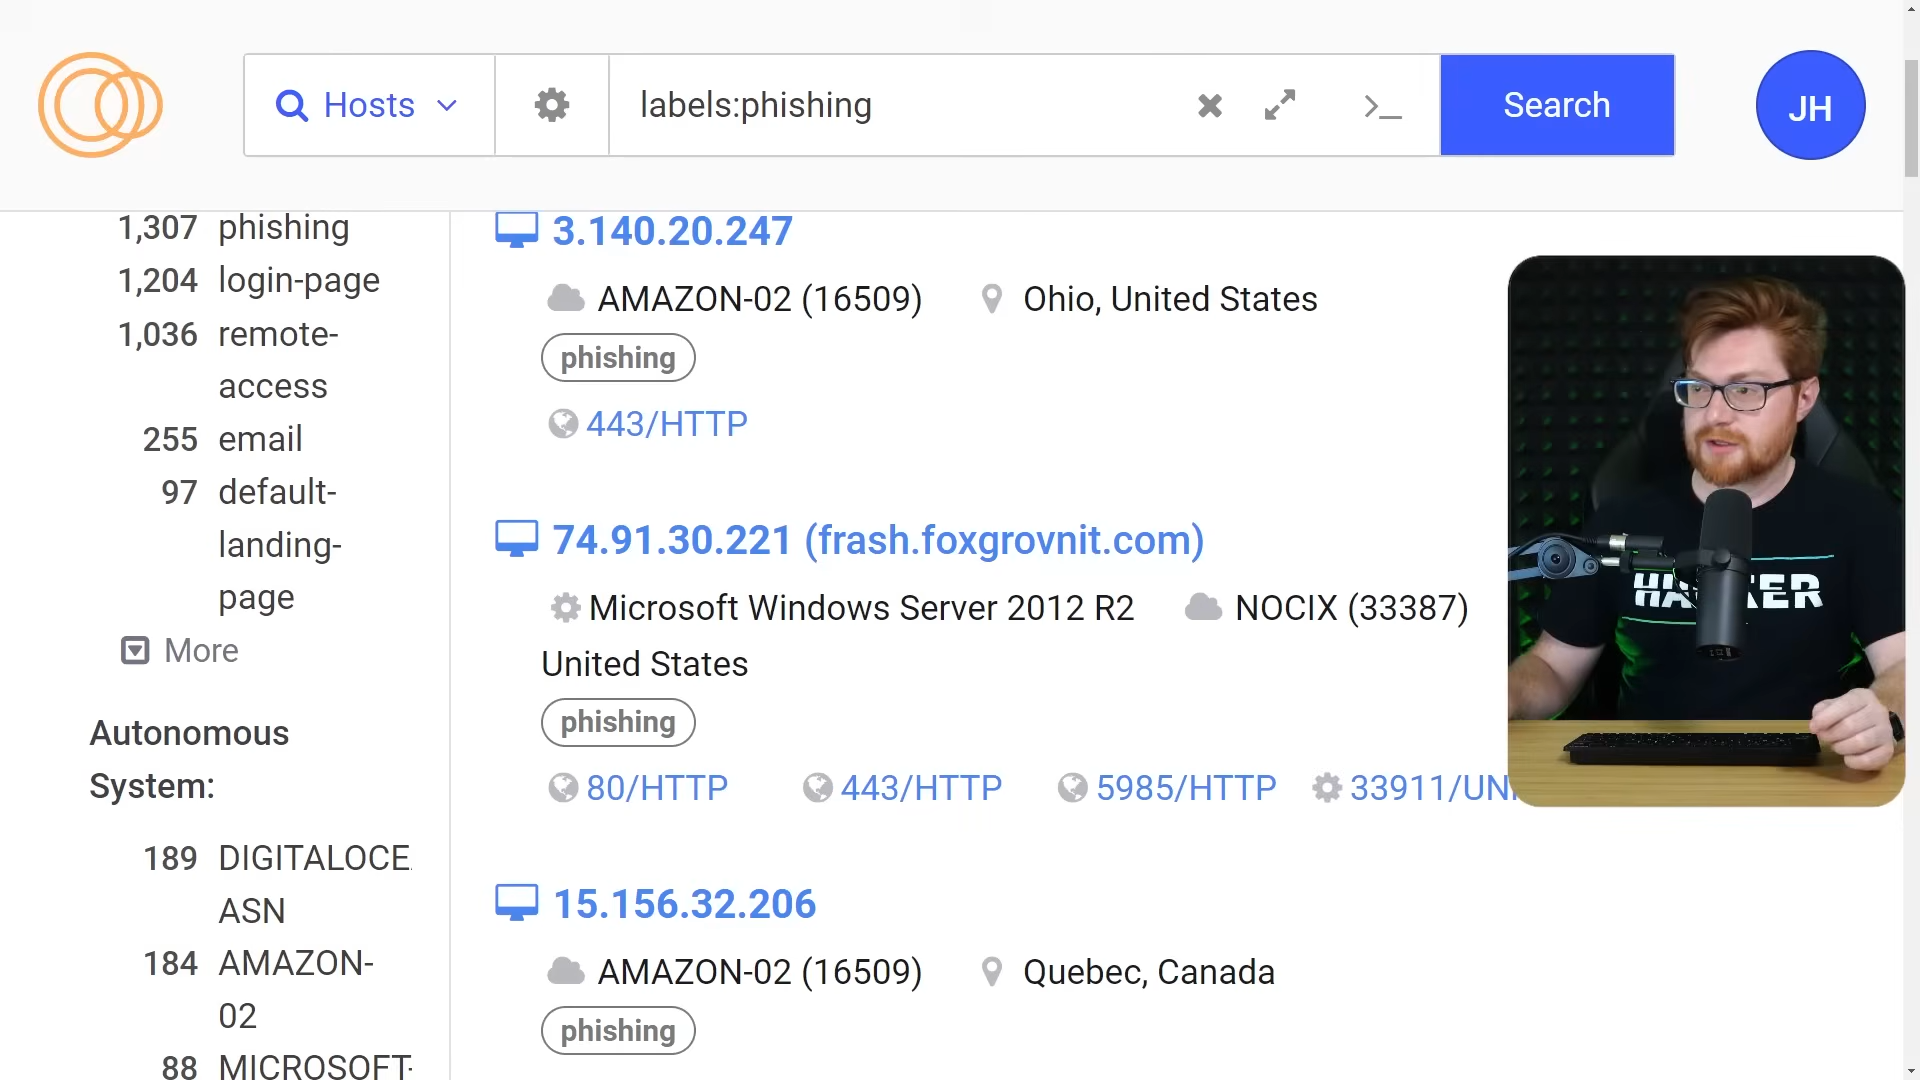 Hosts
labels:phishing
Search
JH
1,307 phishing
1,204 login-page
1,036 remote-
access
255 email
97 default-
landing-
page
More
Autonomous
System:
189 DIGITALOCE
ASN
184 AMAZON-
02
88 MICROSOFT-
3.140.20.247
AMAZON-02 (16509) Ohio, United States
phishing
443/HTTP
74.91.30.221 (frash.foxgrovnit.com)
Microsoft Windows Server 2012 R2 NOCIX (33387)
United States
phishing
80/HTTP 443/HTTP 5985/HTTP 33911/UN
15.156.32.206
AMAZON-02 (16509) Quebec, Canada
phishing